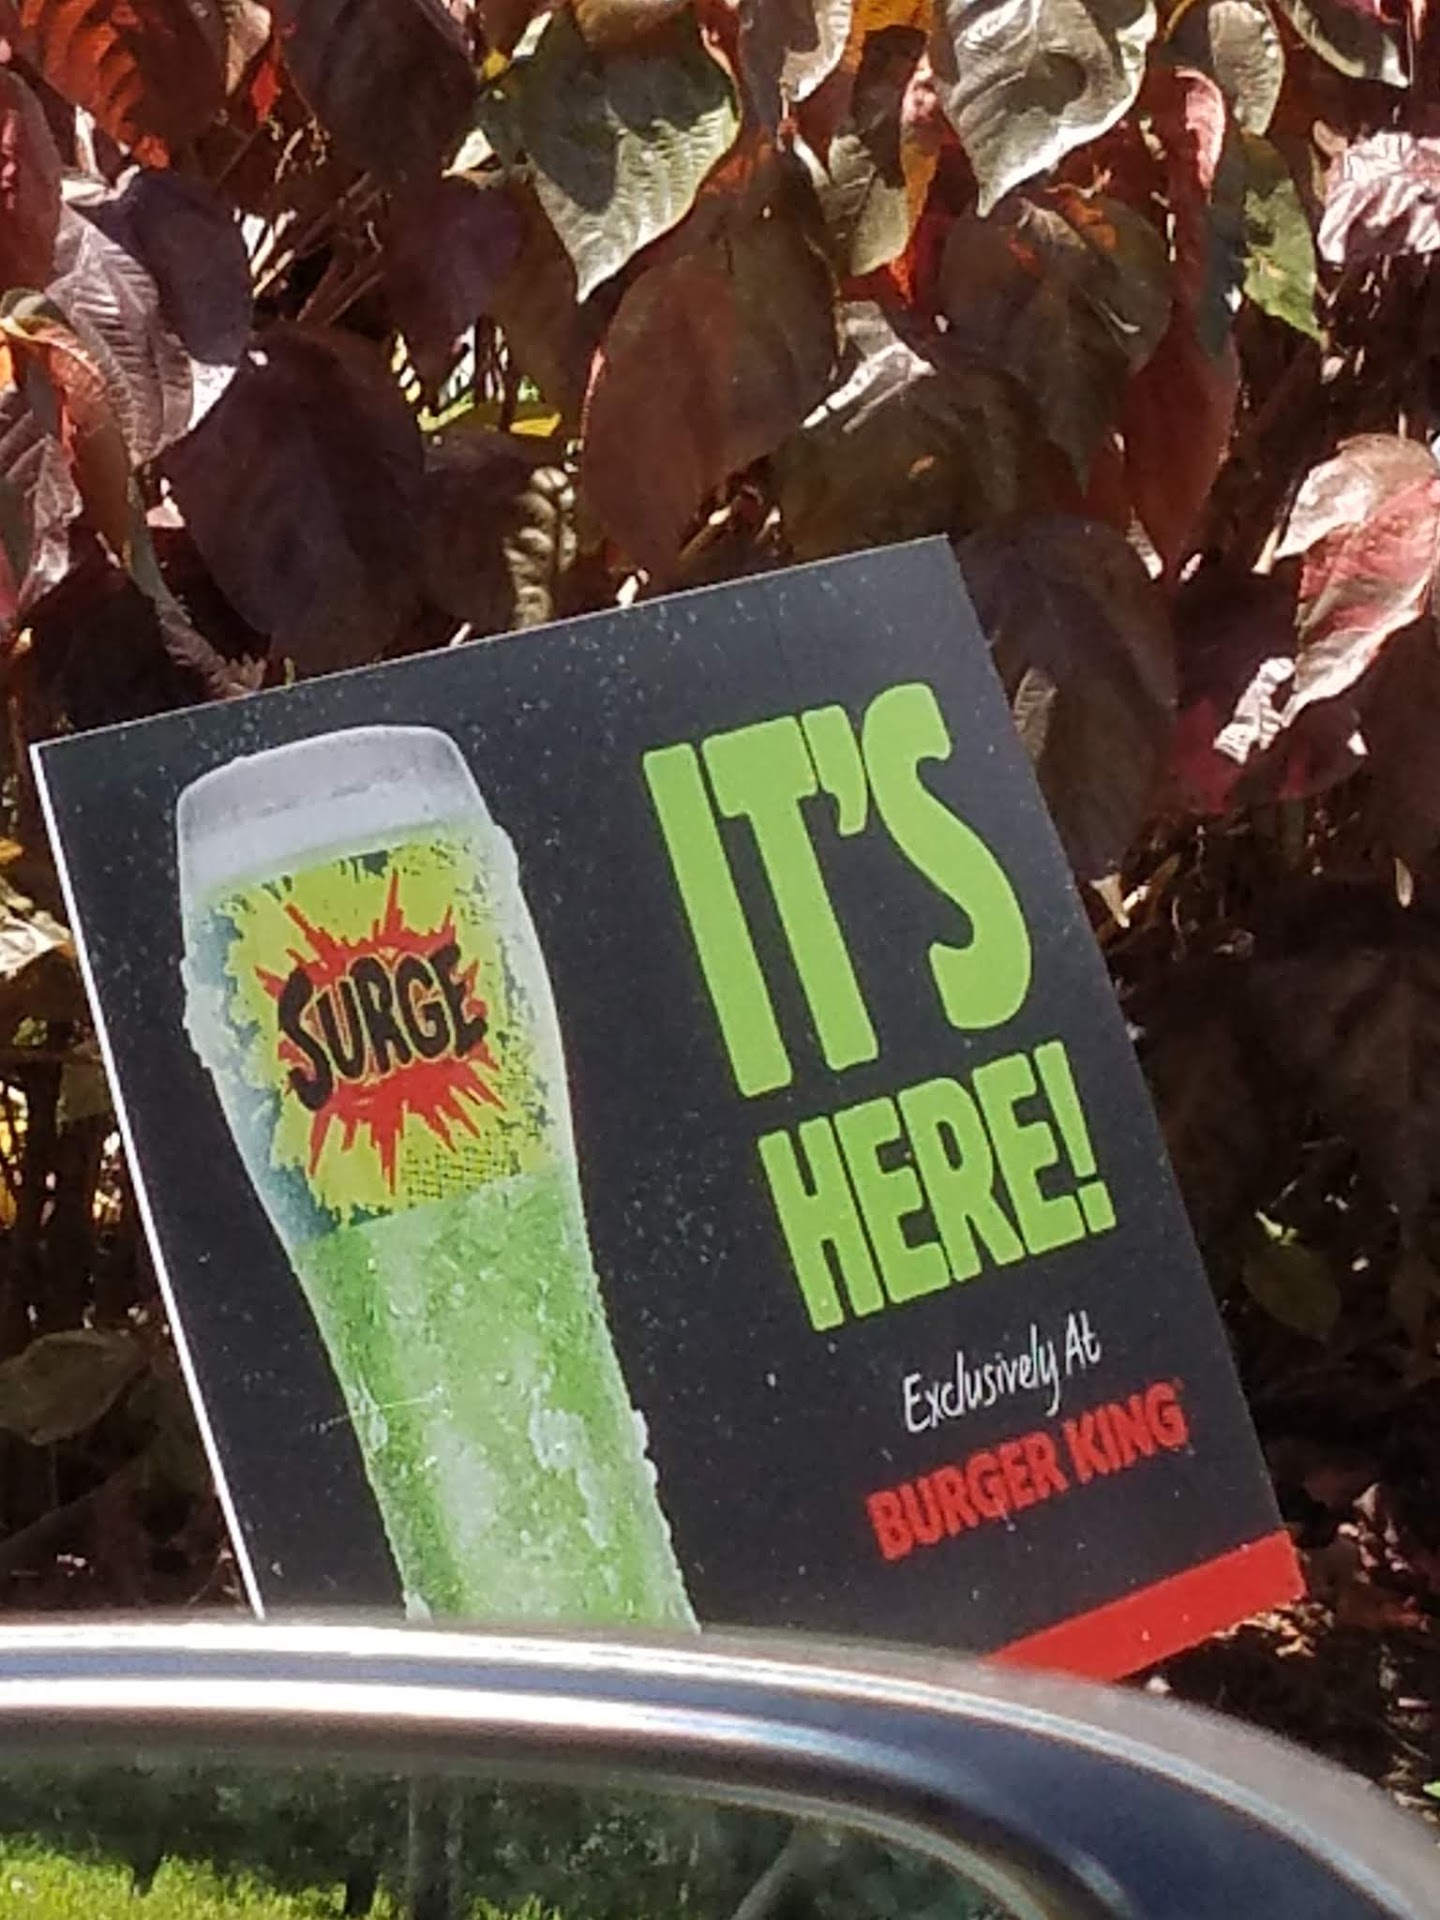 SURGE
IT'S
HERE!
Exclusively At
BURGER KING